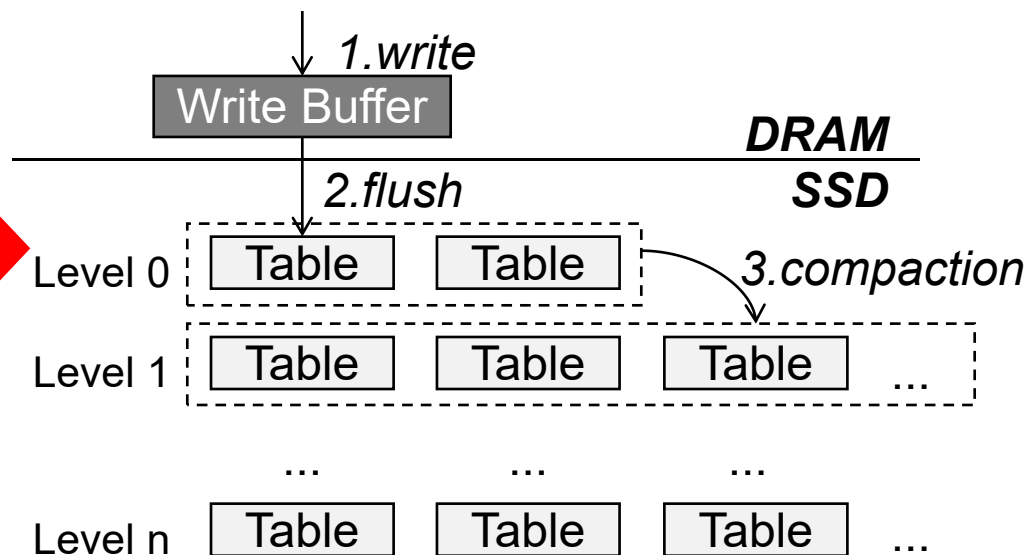 1.write
Write Buffer
DRAM
2.flush
SSD
Level 0 Table Table
3.compaction
Level 1 Table Table Table ...
... ... ...
Level n Table Table Table ...